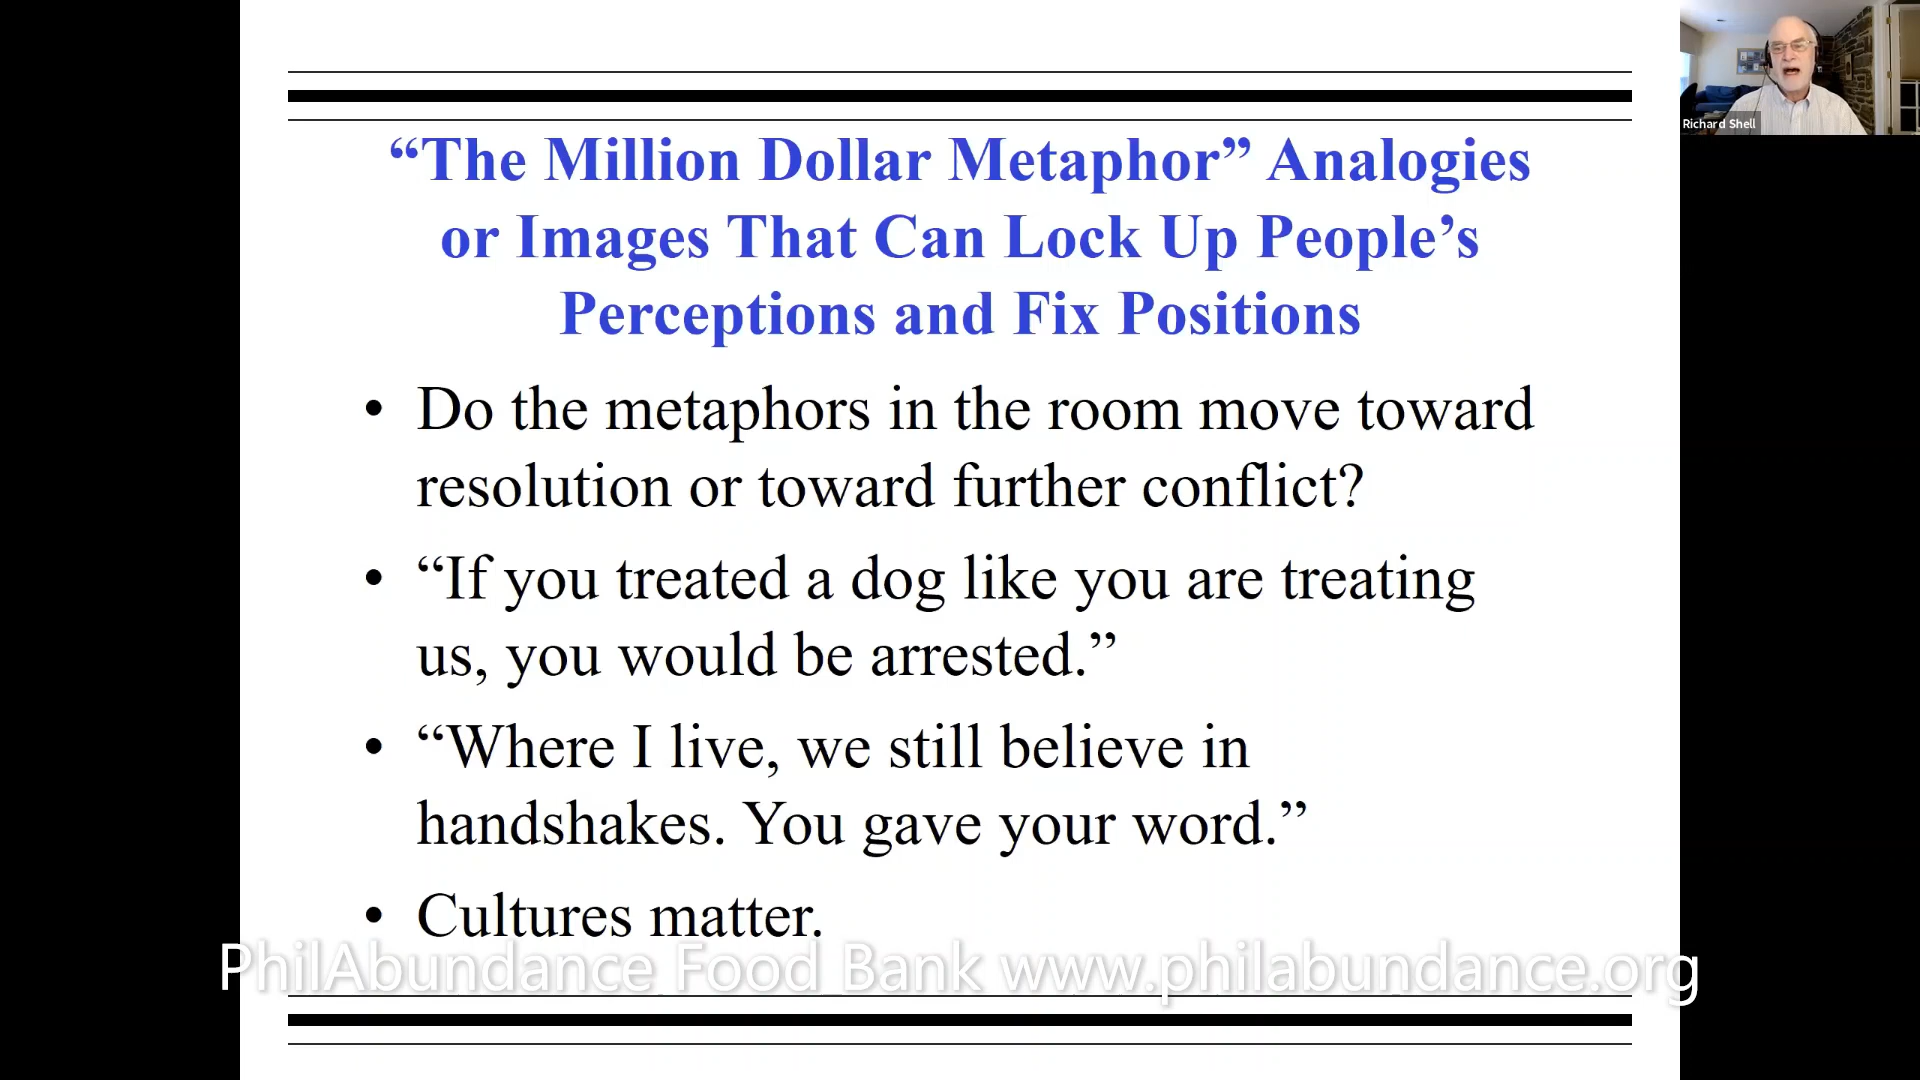 “The Million Dollar Metaphor” Analogies
or Images That Can Lock Up People’s
Perceptions and Fix Positions
• Do the metaphors in the room move toward
resolution or toward further conflict?
• “If you treated a dog like you are treating
us, you would be arrested.”
• “Where I live, we still believe in
handshakes. You gave your word.”
• Cultures matter.
PhilAbundance Food Bank www.philabundance.org
Richard Shell